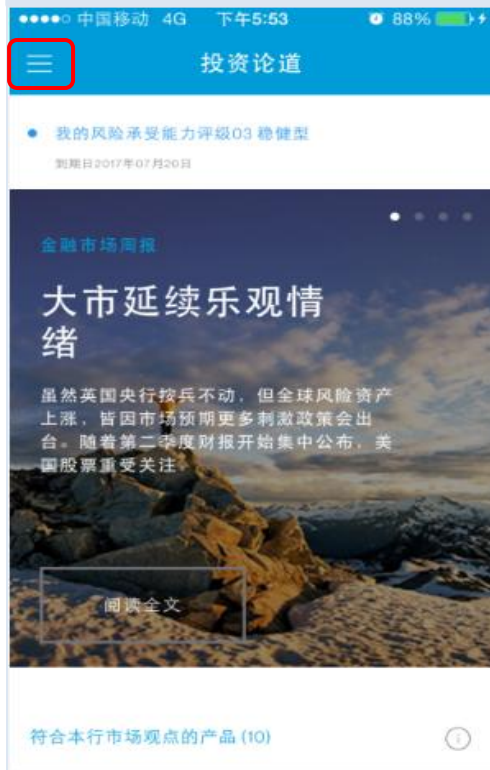 中国移动 4G 下午5:53 88%
投资论道
我的风险承受能力评级03 稳健型
到期日2017年07月20日
金融市场周报
大市延续乐观情
绪
虽然英国央行按兵不动，但全球风险资产
上涨，皆因市场预期更多刺激政策会出
台。随着第二季度财报开始集中公布，美
国股票重受关注。
阅读全文
符合本行市场观点的产品 (10)